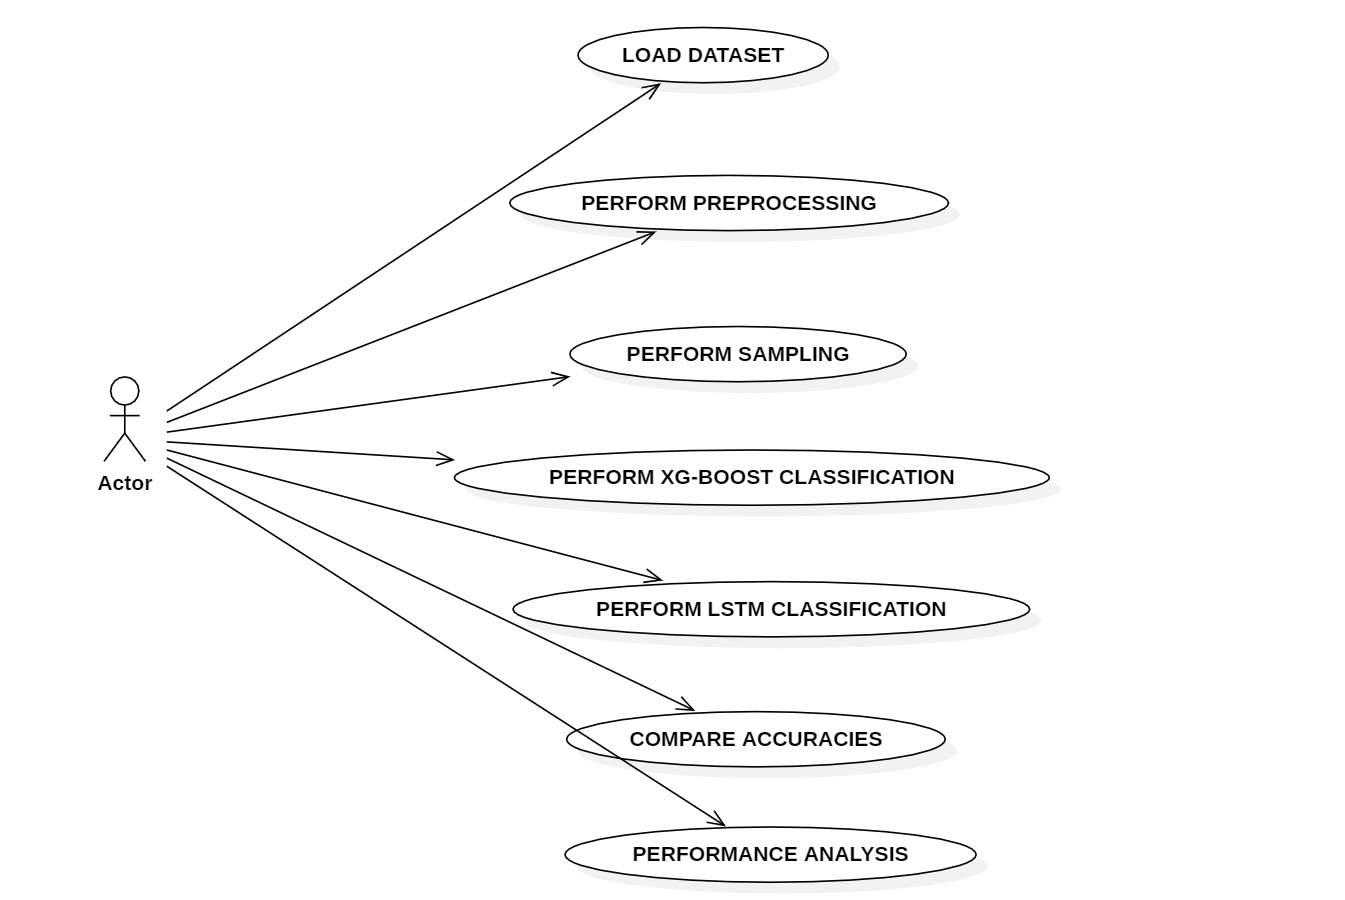 LOAD DATASET
PERFORM PREPROCESSING
PERFORM SAMPLING
Actor
PERFORM XG-BOOST CLASSIFICATION
PERFORM LSTM CLASSIFICATION
COMPARE ACCURACIES
PERFORMANCE ANALYSIS